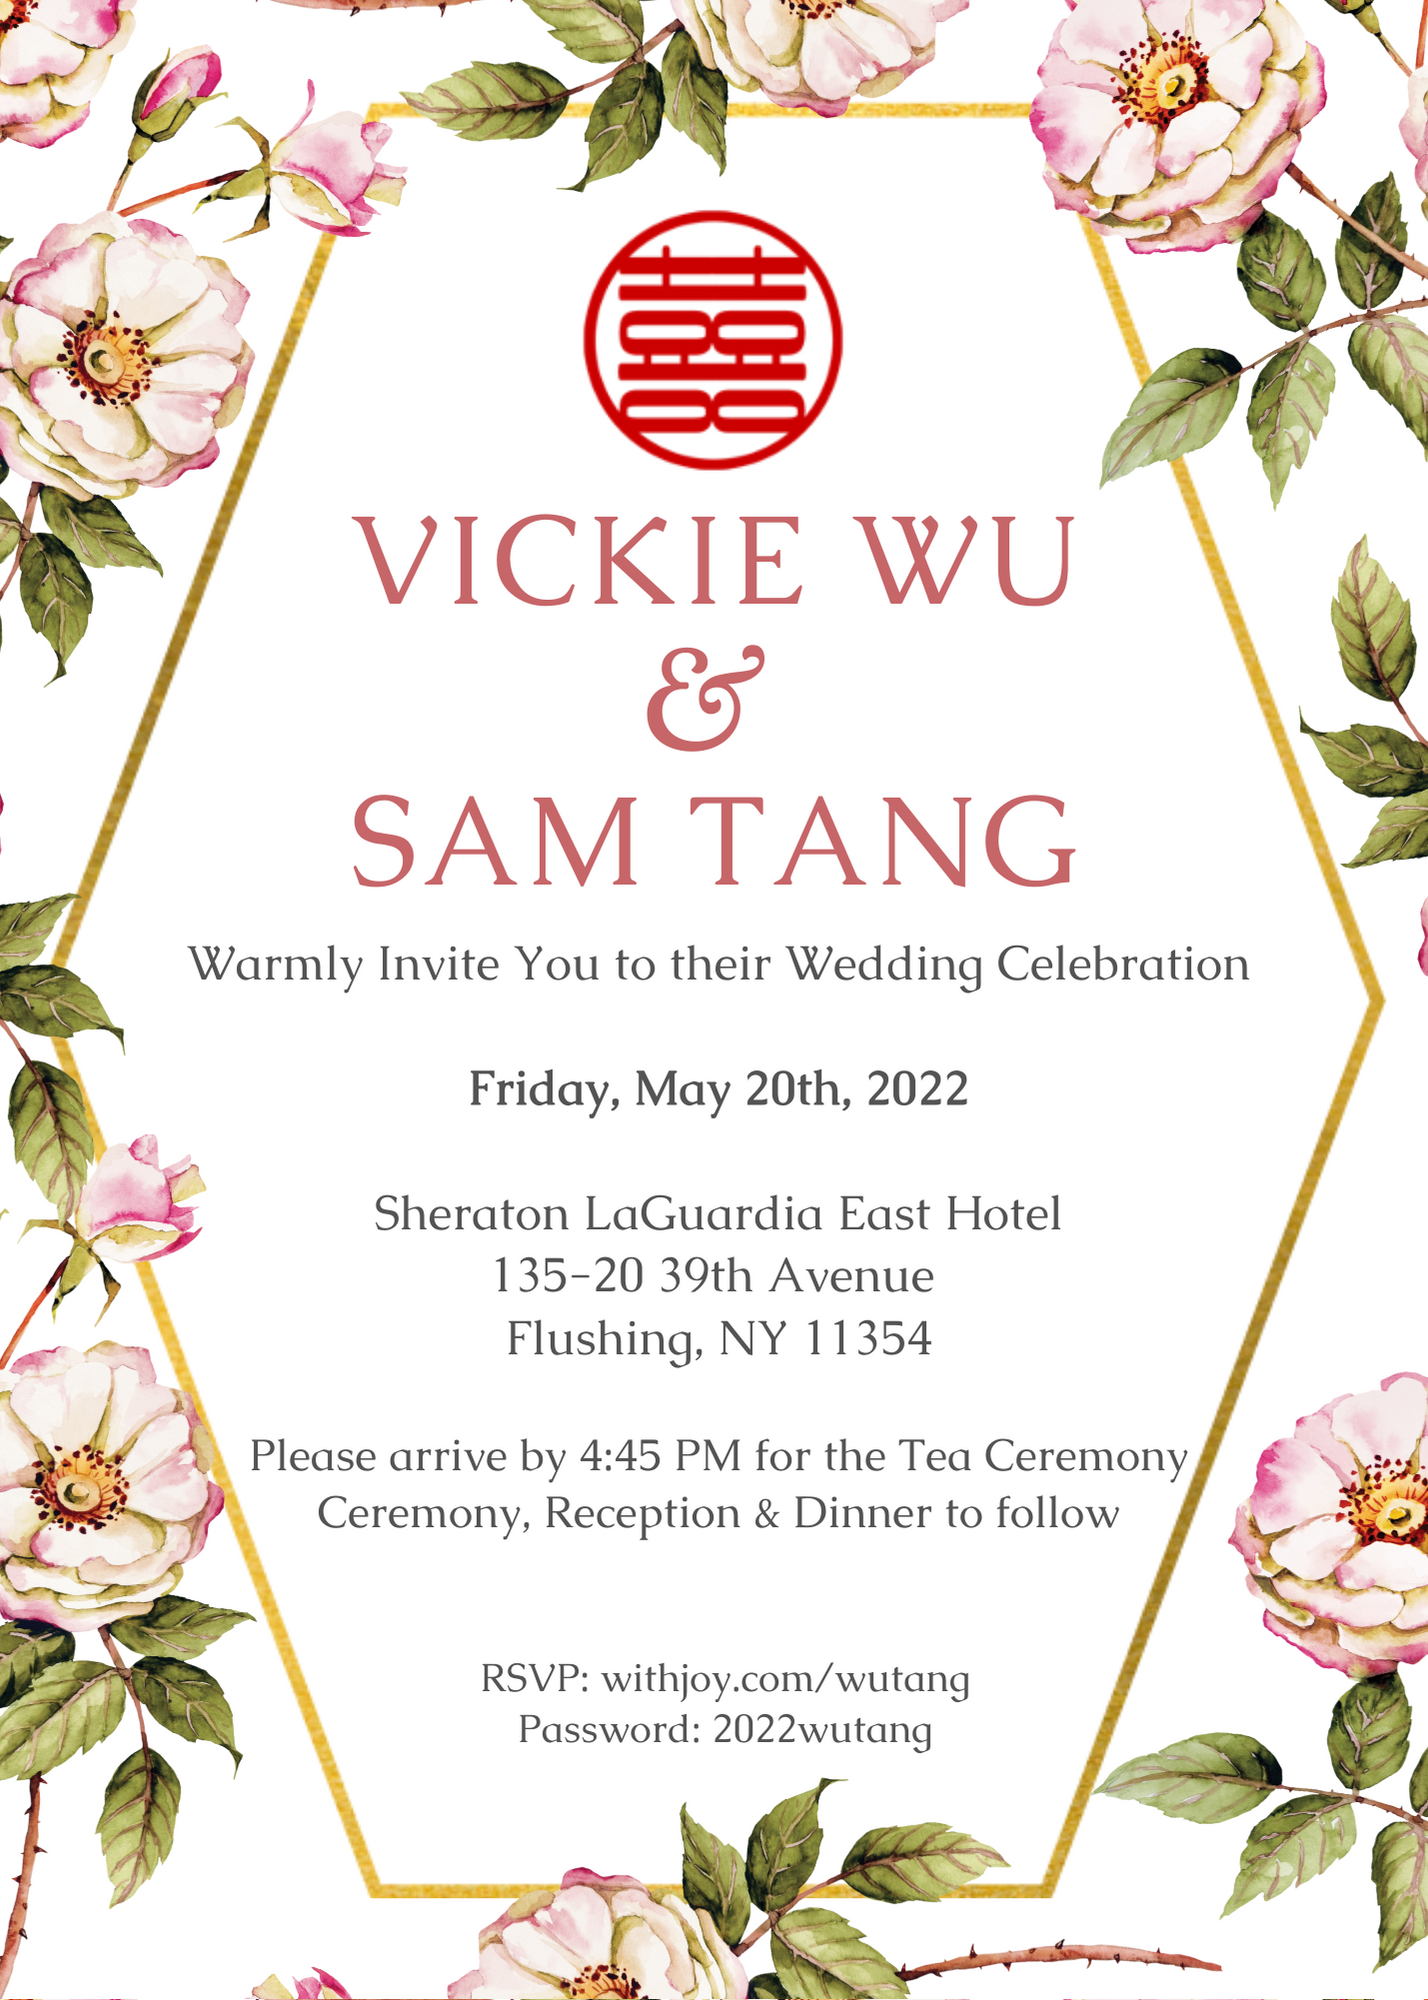 囍
VICKIE WU
&
SAM TANG
Warmly Invite You to their Wedding Celebration
Friday, May 20th, 2022
Sheraton LaGuardia East Hotel
135-20 39th Avenue
Flushing, NY 11354
Please arrive by 4:45 PM for the Tea Ceremony
Ceremony, Reception & Dinner to follow
RSVP: withjoy.com/wutang
Password: 2022wutang